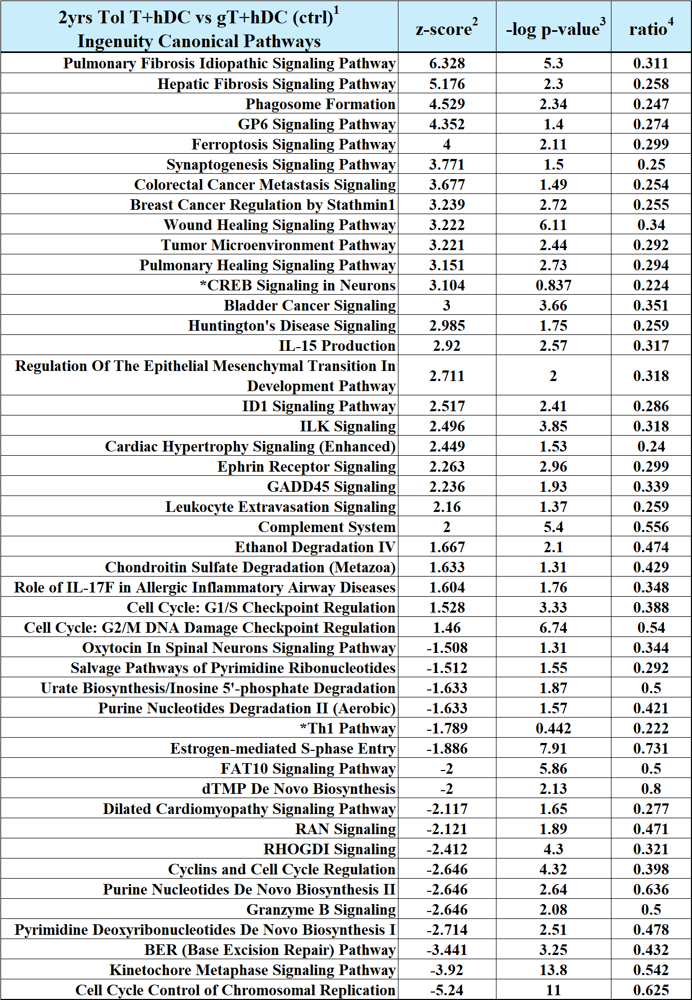 2yrs Tol T+hDC vs gT+hDC (ctrl)1 z-score2 -log p-value3 ratio4
Ingenuity Canonical Pathways
Pulmonary Fibrosis Idiopathic Signaling Pathway 6.328 5.3 0.311
Hepatic Fibrosis Signaling Pathway 5.176 2.3 0.258
Phagosome Formation 4.529 2.34 0.247
GP6 Signaling Pathway 4.352 1.4 0.274
Ferroptosis Signaling Pathway 4 2.11 0.299
Synaptogenesis Signaling Pathway 3.771 1.5 0.25
Colorectal Cancer Metastasis Signaling 3.677 1.49 0.254
Breast Cancer Regulation by Stathmin1 3.239 2.72 0.255
Wound Healing Signaling Pathway 3.222 6.11 0.34
Tumor Microenvironment Pathway 3.221 2.44 0.292
Pulmonary Healing Signaling Pathway 3.151 2.73 0.294
*CREB Signaling in Neurons 3.104 0.837 0.224
Bladder Cancer Signaling 3 3.66 0.351
Huntington's Disease Signaling 2.985 1.75 0.259
IL-15 Production 2.92 2.57 0.317
Regulation Of The Epithelial Mesenchymal Transition In
Development Pathway 2.711 2 0.318
ID1 Signaling Pathway 2.517 2.41 0.286
ILK Signaling 2.496 3.85 0.318
Cardiac Hypertrophy Signaling (Enhanced) 2.449 1.53 0.24
Ephrin Receptor Signaling 2.263 2.96 0.299
GADD45 Signaling 2.236 1.93 0.339
Leukocyte Extravasation Signaling 2.16 1.37 0.259
Complement System 2 5.4 0.556
Ethanol Degradation IV 1.667 2.1 0.474
Chondroitin Sulfate Degradation (Metazoa) 1.633 1.31 0.429
Role of IL-17F in Allergic Inflammatory Airway Diseases 1.604 1.76 0.348
Cell Cycle: G1/S Checkpoint Regulation 1.528 3.33 0.388
Cell Cycle: G2/M DNA Damage Checkpoint Regulation 1.46 6.74 0.54
Oxytocin In Spinal Neurons Signaling Pathway -1.508 1.31 0.344
Salvage Pathways of Pyrimidine Ribonucleotides -1.512 1.55 0.292
Urate Biosynthesis/Inosine 5'-phosphate Degradation -1.633 1.87 0.5
Purine Nucleotides Degradation II (Aerobic) -1.633 1.57 0.421
*Th1 Pathway -1.789 0.442 0.222
Estrogen-mediated S-phase Entry -1.886 7.91 0.731
FAT10 Signaling Pathway -2 5.86 0.5
dTMP De Novo Biosynthesis -2 2.13 0.8
Dilated Cardiomyopathy Signaling Pathway -2.117 1.65 0.277
RAN Signaling -2.121 1.89 0.471
RHOGDI Signaling -2.412 4.3 0.321
Cyclins and Cell Cycle Regulation -2.646 4.32 0.398
Purine Nucleotides De Novo Biosynthesis II -2.646 2.64 0.636
Granzyme B Signaling -2.646 2.08 0.5
Pyrimidine Deoxyribonucleotides De Novo Biosynthesis I -2.714 2.51 0.478
BER (Base Excision Repair) Pathway -3.441 3.25 0.432
Kinetochore Metaphase Signaling Pathway -3.92 13.8 0.542
Cell Cycle Control of Chromosomal Replication -5.24 11 0.625